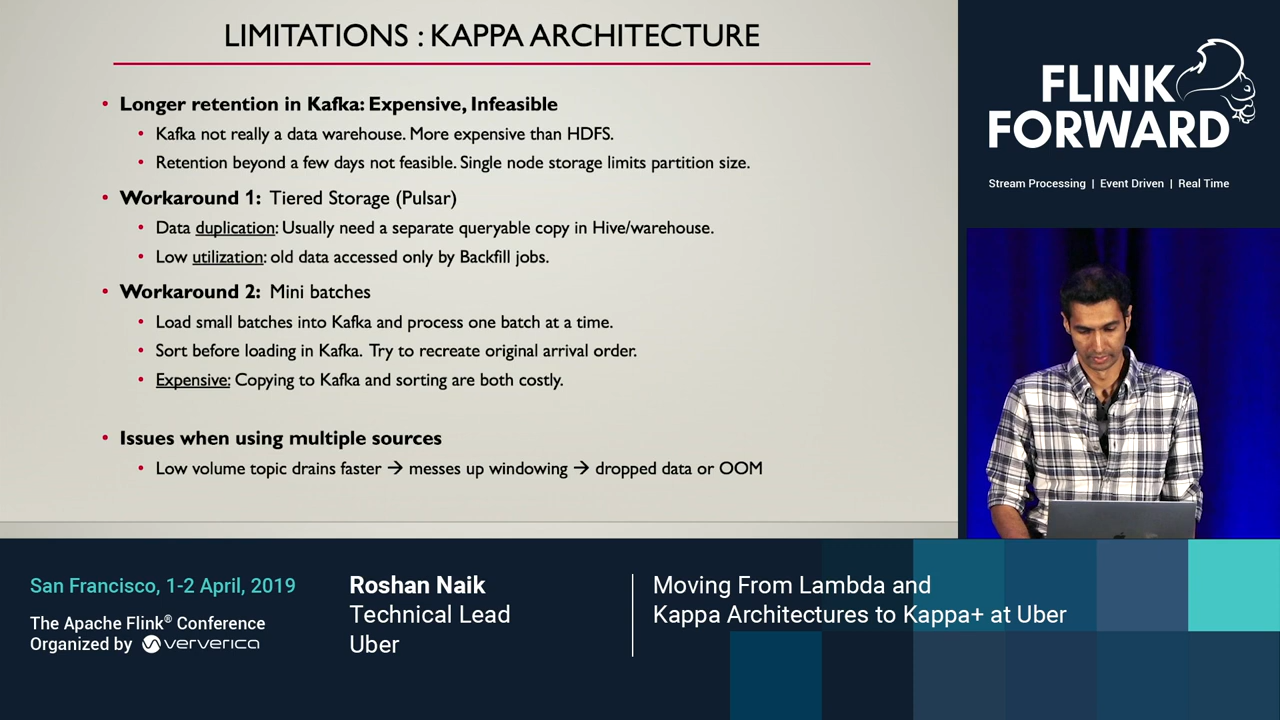 LIMITATIONS : KAPPA ARCHITECTURE
• Longer retention in Kafka: Expensive, Infeasible
• Kafka not really a data warehouse. More expensive than HDFS.
• Retention beyond a few days not feasible. Single node storage limits partition size.
• Workaround 1: Tiered Storage (Pulsar)
• Data duplication: Usually need a separate queryable copy in Hive/warehouse.
• Low utilization: old data accessed only by Backfill jobs.
• Workaround 2: Mini batches
• Load small batches into Kafka and process one batch at a time.
• Sort before loading in Kafka. Try to recreate original arrival order.
• Expensive: Copying to Kafka and sorting are both costly.
• Issues when using multiple sources
• Low volume topic drains faster → messes up windowing → dropped data or OOM
FLINK
FORWARD
Stream Processing | Event Driven | Real Time
San Francisco, 1-2 April, 2019
The Apache Flink® Conference
Organized by ververica
Roshan Naik
Technical Lead
Uber
Moving From Lambda and
Kappa Architectures to Kappa+ at Uber